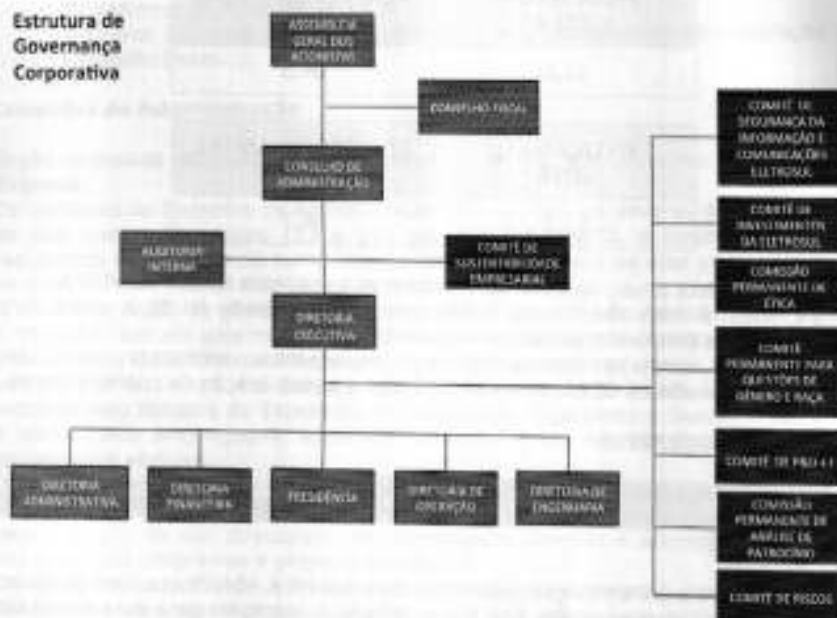 Estrutura de
Governança
Corporativa
ASSEMBLEIA
GERAL DOS
ACIONISTAS
CONSELHO FISCAL
CONSELHO DE
ADMINISTRAÇÃO
AUDITORIA
INTERNA
COMITÊ DE
SUSTENTABILIDADE
EMPRESARIAL
DIRETORIA
EXECUTIVA
DIRETORIA
ADMINISTRATIVA
DIRETORIA
FINANCEIRA
PRESIDÊNCIA
DIRETORIA DE
OPERAÇÃO
DIRETORIA DE
ENGENHARIA
COMITÊ DE
SEGURANÇA DA
INFORMAÇÃO E
COMUNICAÇÕES
ELETROSUL
COMITÊ DE
INVESTIMENTOS
DA ELETROSUL
COMISSÃO
PERMANENTE DE
ÉTICA
COMITÊ
PERMANENTE PARA
QUESTÕES DE
GÊNERO E RAÇA
COMITÊ DE
COMISSÃO
PERMANENTE DE
ANÁLISE DE
PATROCÍNIO
COMITÊ DE RISCOS